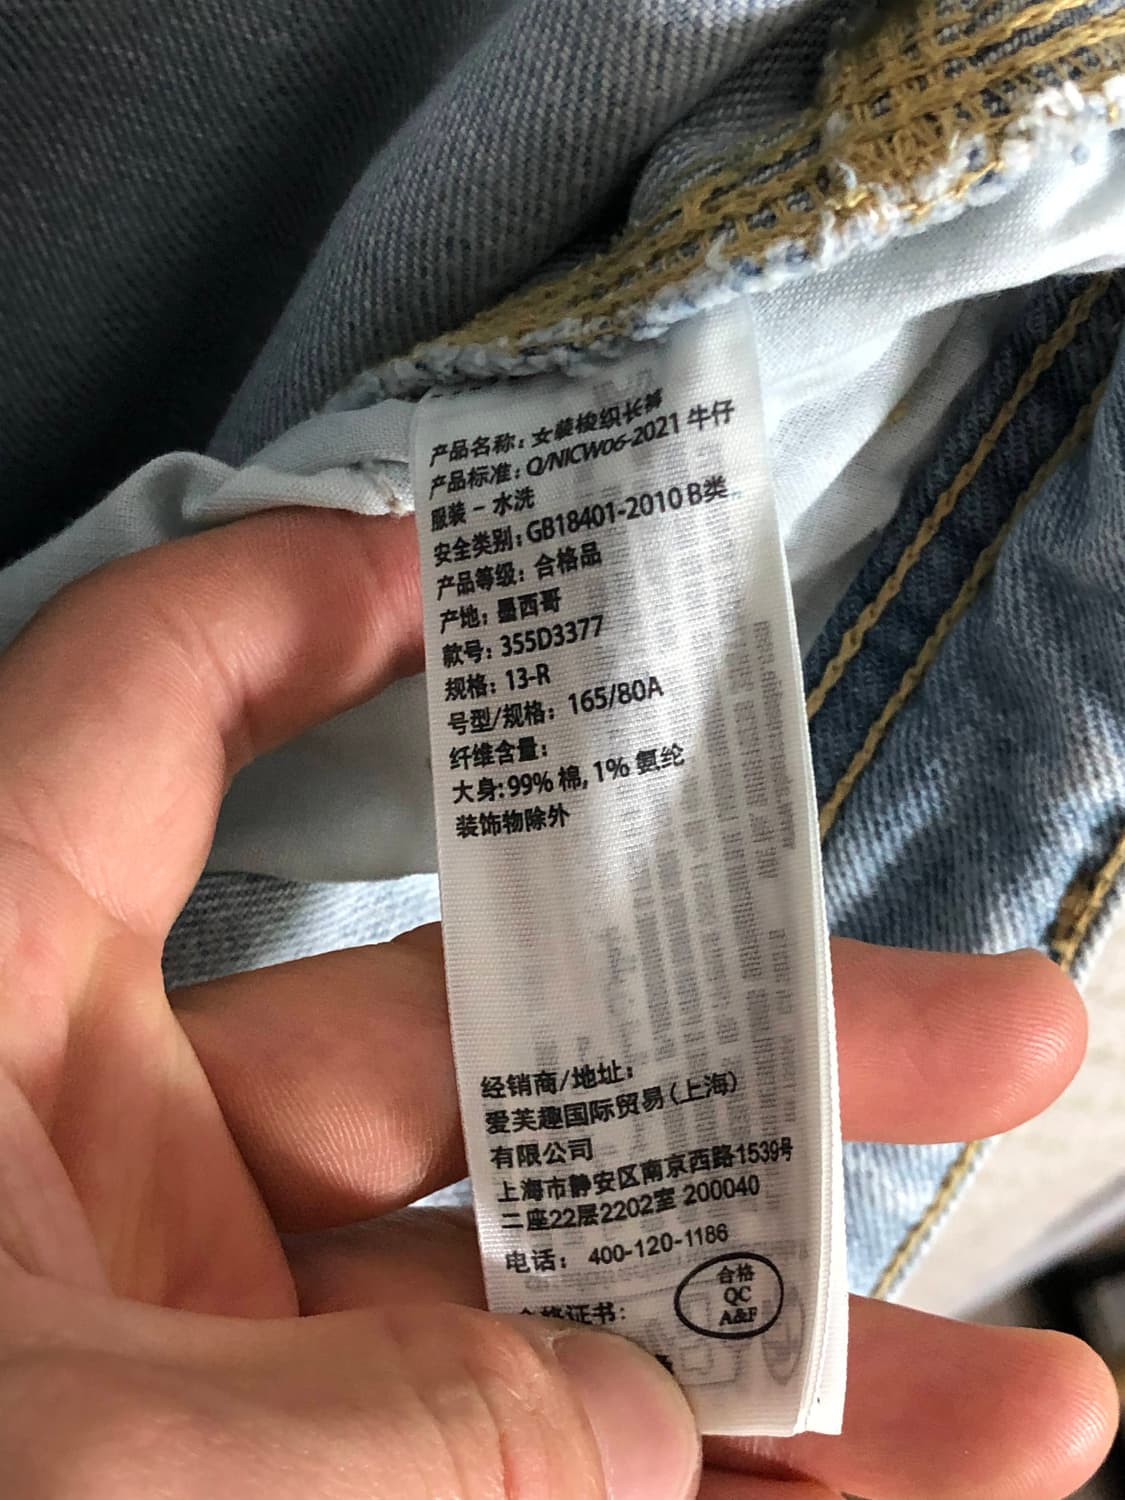 产品名称: 女装梭织长裤
产品标准: Q/NJCW06-2021 牛仔
服装 - 水洗
安全类别: GB18401-2010 B类
产品等级: 合格品
产地: 墨西哥
款号: 355D3377
规格: 13-R
号型/规格: 165/80A
纤维含量:
大身: 99% 棉, 1% 氨纶
装饰物除外
经销商/地址:
爱芙趣国际贸易(上海)
有限公司
上海市静安区南京西路1539号
二座22层2202室 200040
电话: 400-120-1186
合格证书:
合格
QC
A&F